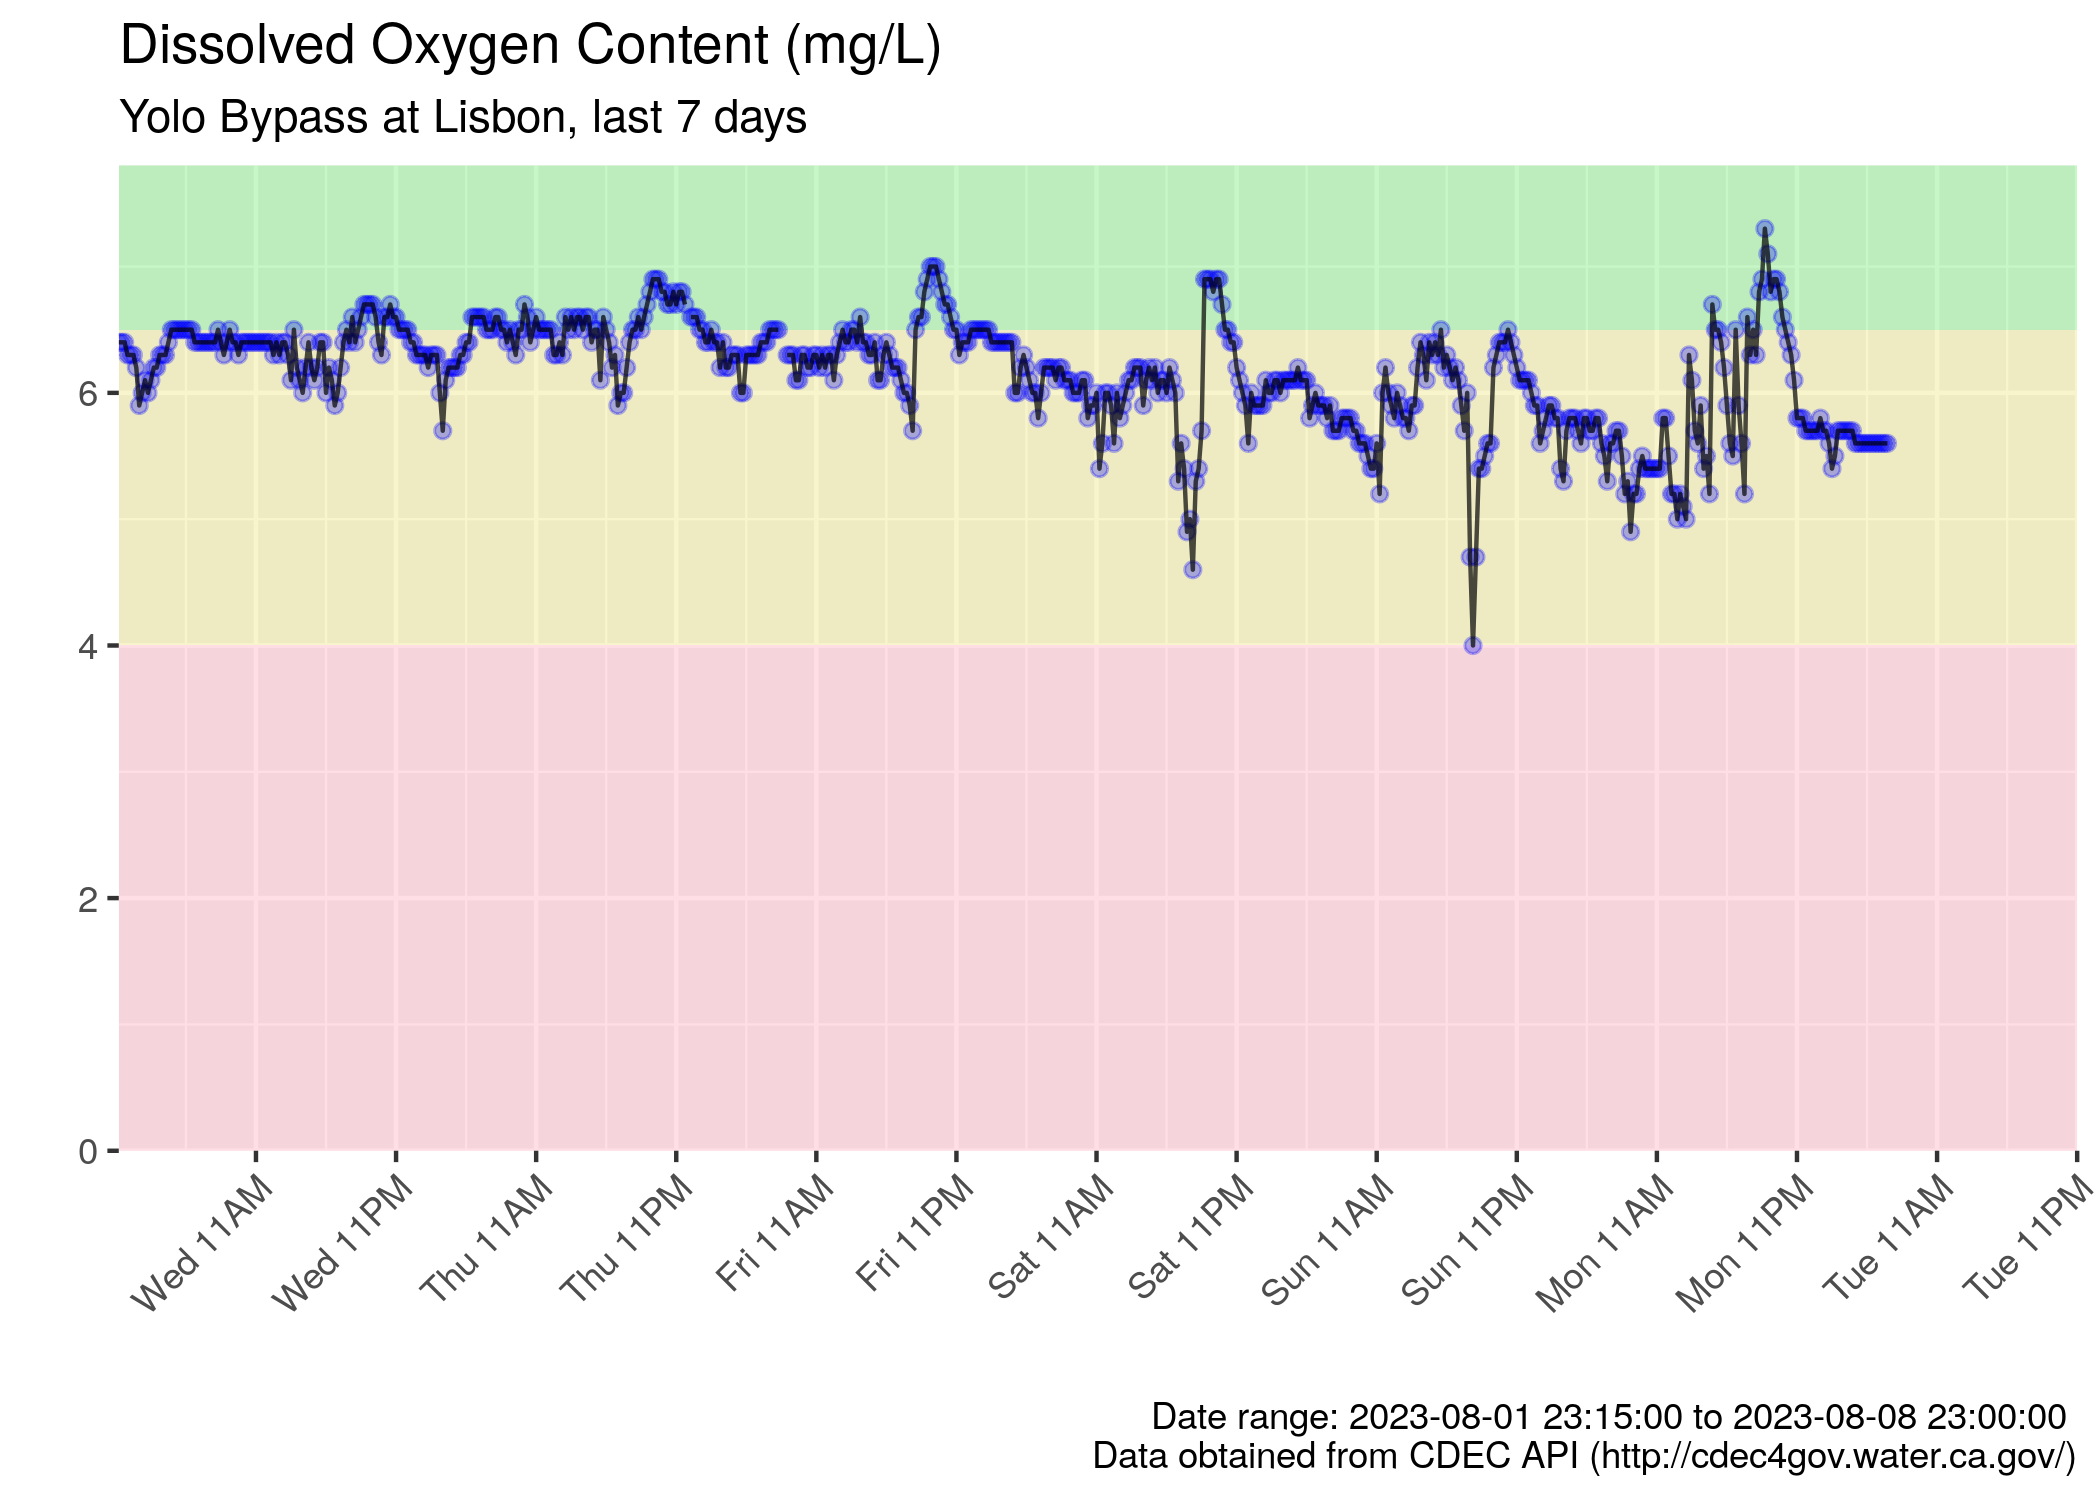 Dissolved Oxygen Content (mg/L)
Yolo Bypass at Lisbon, last 7 days
6
4
2
0
Wed 11AM
Wed 11PM
Thu 11AM
Thu 11PM
Fri 11AM
Fri 11PM
Sat 11AM
Sat 11PM
Sun 11AM
Sun 11PM
Mon 11AM
Mon 11PM
Tue 11AM
Tue 11PM
Date range: 2023-08-01 23:15:00 to 2023-08-08 23:00:00
Data obtained from CDEC API (http://cdec4gov.water.ca.gov/)